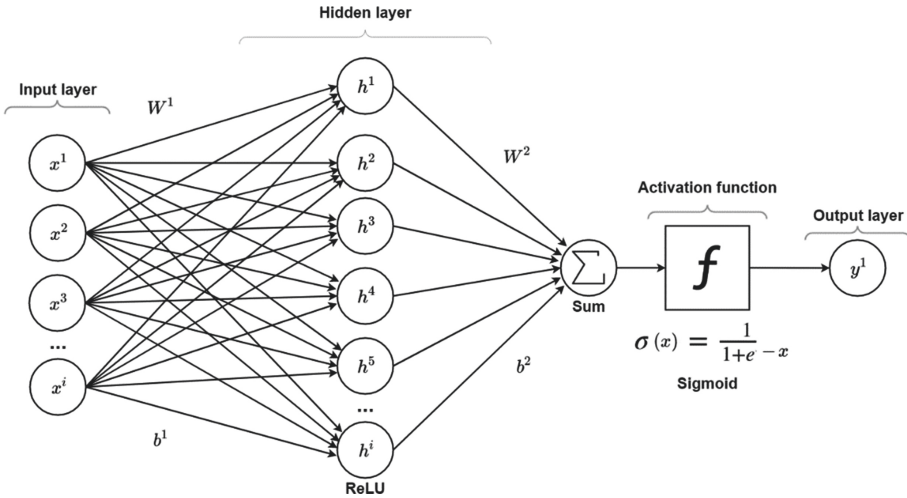 Hidden layer
Input layer
W¹
h¹
x¹
h²
W²
x²
h³
Activation function
Output layer
∑
f
y¹
x³
h⁴
Sum
...
σ(x) = 1/1+e⁻x
xⁱ
h⁵
b²
Sigmoid
...
b¹
hⁱ
ReLU